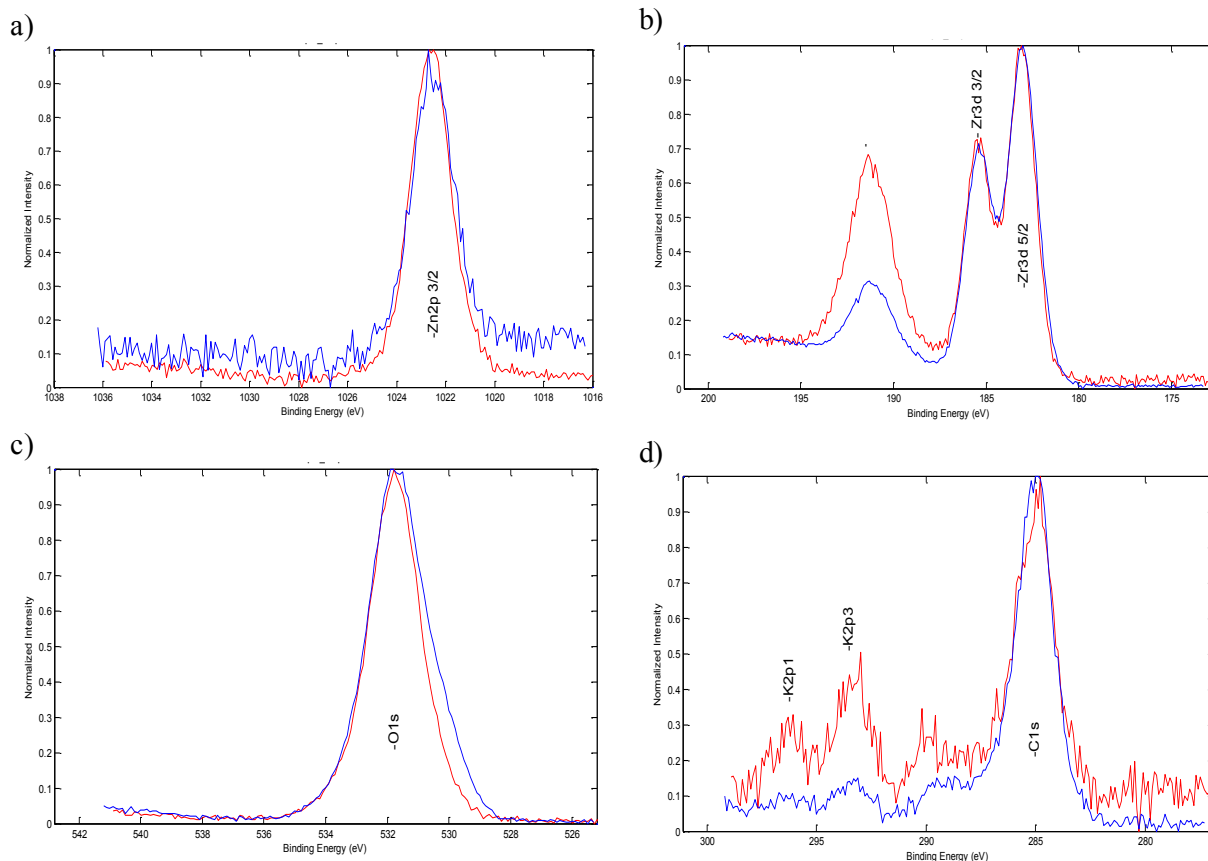 a)
1
0.9
0.8
0.7
0.6
0.5
0.4
0.3
0.2
0.1
0
Normalized Intensity
-Zn2p 3/2
1038 1036 1034 1032 1030 1028 1026 1024 1022 1020 1018 1016
Binding Energy (eV)
b)
1
0.9
0.8
0.7
0.6
0.5
0.4
0.3
0.2
0.1
0
Normalized Intensity
- Zr3d 3/2
-Zr3d 5/2
200 195 190 185 180 175
Binding Energy (eV)
c)
1
0.9
0.8
0.7
0.6
0.5
0.4
0.3
0.2
0.1
0
Normalized Intensity
-O1s
542 540 538 536 534 532 530 528 526
Binding Energy (eV)
d)
1
0.9
0.8
0.7
0.6
0.5
0.4
0.3
0.2
0.1
0
Normalized Intensity
-K2p1
-K2p3
-C1s
300 295 290 285 280
Binding Energy (eV)